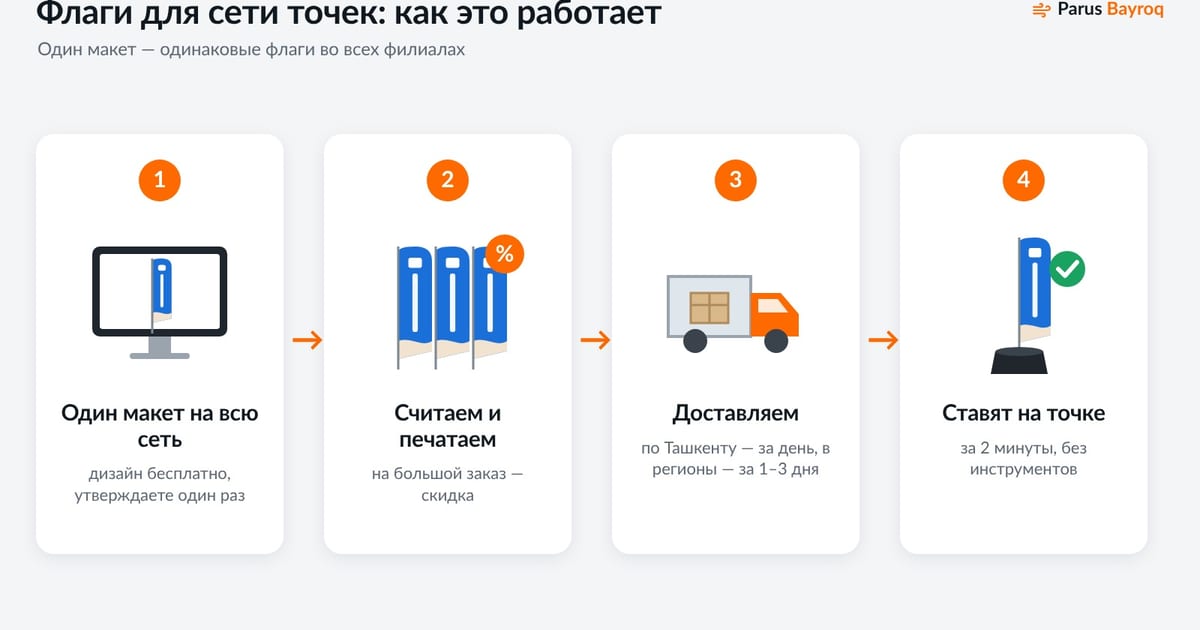 Флаги для сети точек: как это работает
Parus Bayroq
Один макет — одинаковые флаги во всех филиалах
1
2
3
4
%
Один макет на всю
сеть
дизайн бесплатно,
утверждаете один раз
Считаем и
печатаем
на большой заказ —
скидка
Доставляем
по Ташкенту — за день, в
регионы — за 1–3 дня
Ставят на точке
за 2 минуты, без
инструментов